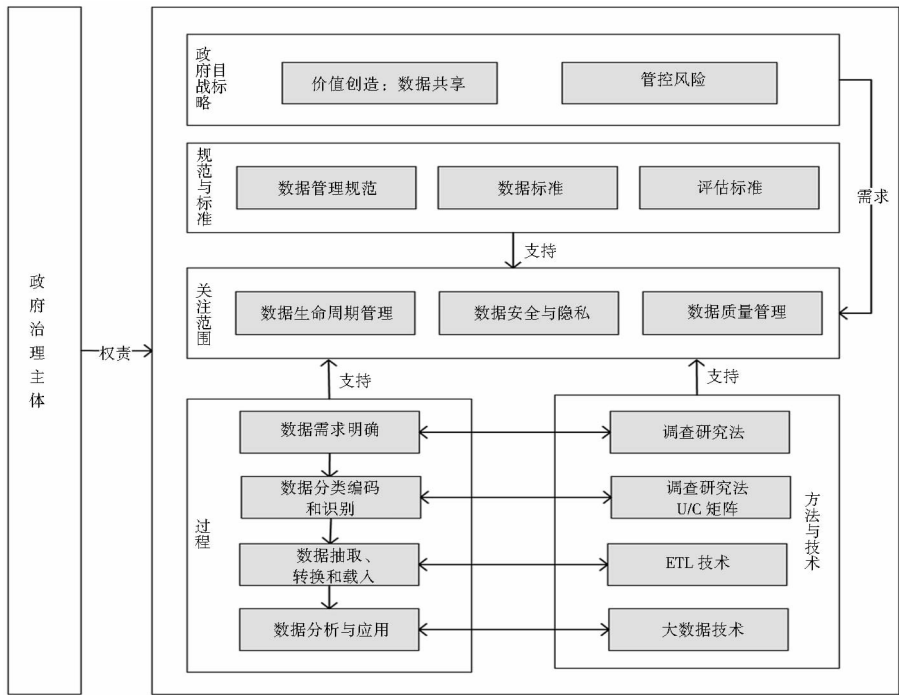 政府治理主体
权责
政府战略
目标
价值创造：数据共享
管控风险
规范与标准
数据管理规范
数据标准
评估标准
需求
支持
关注范围
数据生命周期管理
数据安全与隐私
数据质量管理
支持
支持
过程
数据需求明确
调查研究法
数据分类编码
和识别
调查研究法
U/C 矩阵
方法与技术
数据抽取、
转换和载入
ETL 技术
数据分析与应用
大数据技术